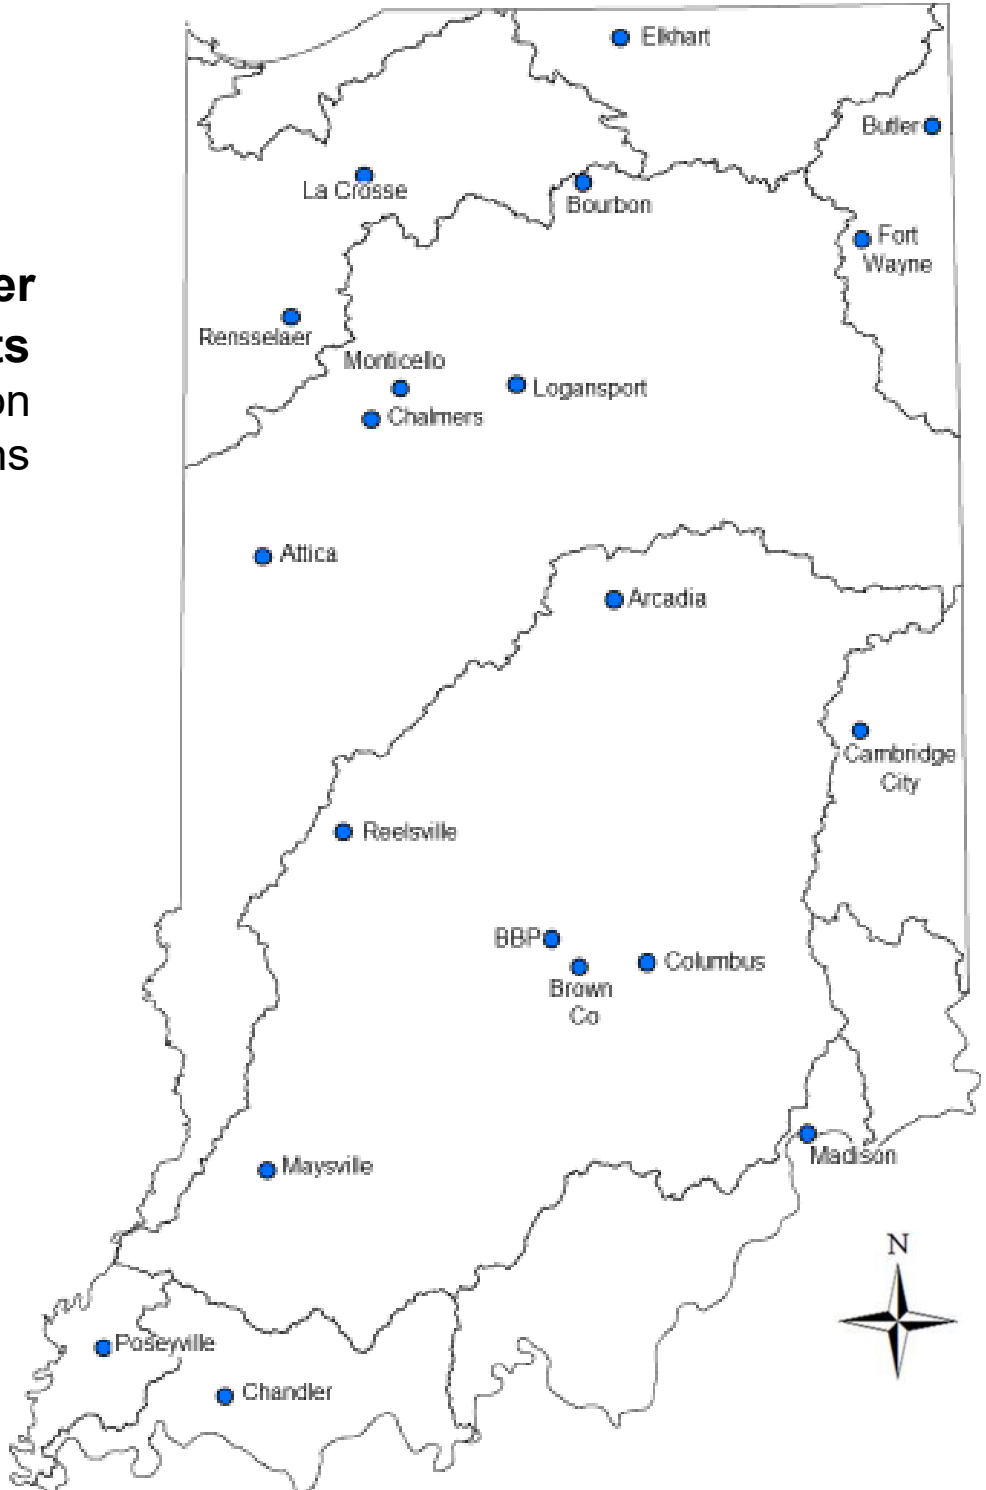 Elkhart
Butler
La Crosse
Bourbon
Fort
Wayne
er
Rensselaer
ts
Monticello
Logansport
on
Chalmers
ns
Attica
Arcadia
Cambridge
City
Reelsville
BBP
Columbus
Brown
Co
Madison
Maysville
N
Poseyville
Chandler